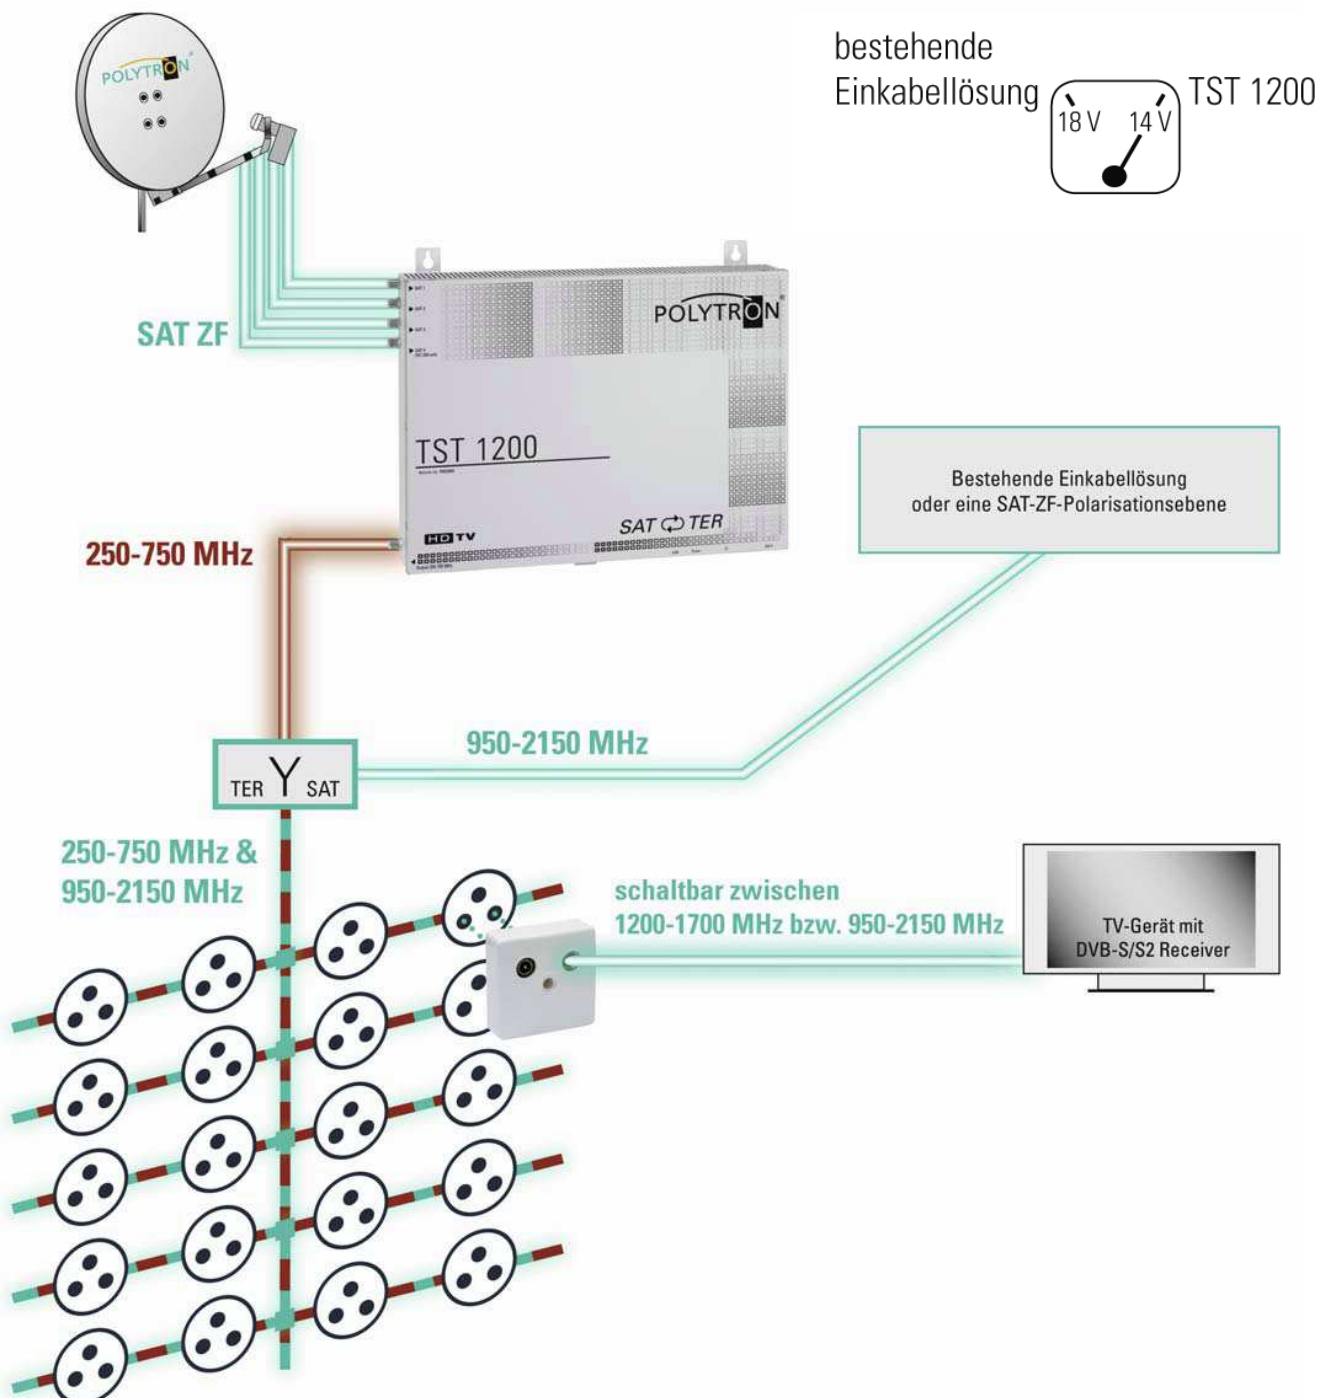 POLYTRON
bestehende
Einkabellösung
18 V
14 V
TST 1200
SAT ZF
POLYTRON
TST 1200
HD TV
SAT TER
250-750 MHz
Bestehende Einkabellösung
oder eine SAT-ZF-Polarisationsebene
950-2150 MHz
TER Y SAT
250-750 MHz &
950-2150 MHz
schaltbar zwischen
1200-1700 MHz bzw. 950-2150 MHz
TV-Gerät mit
DVB-S/S2 Receiver